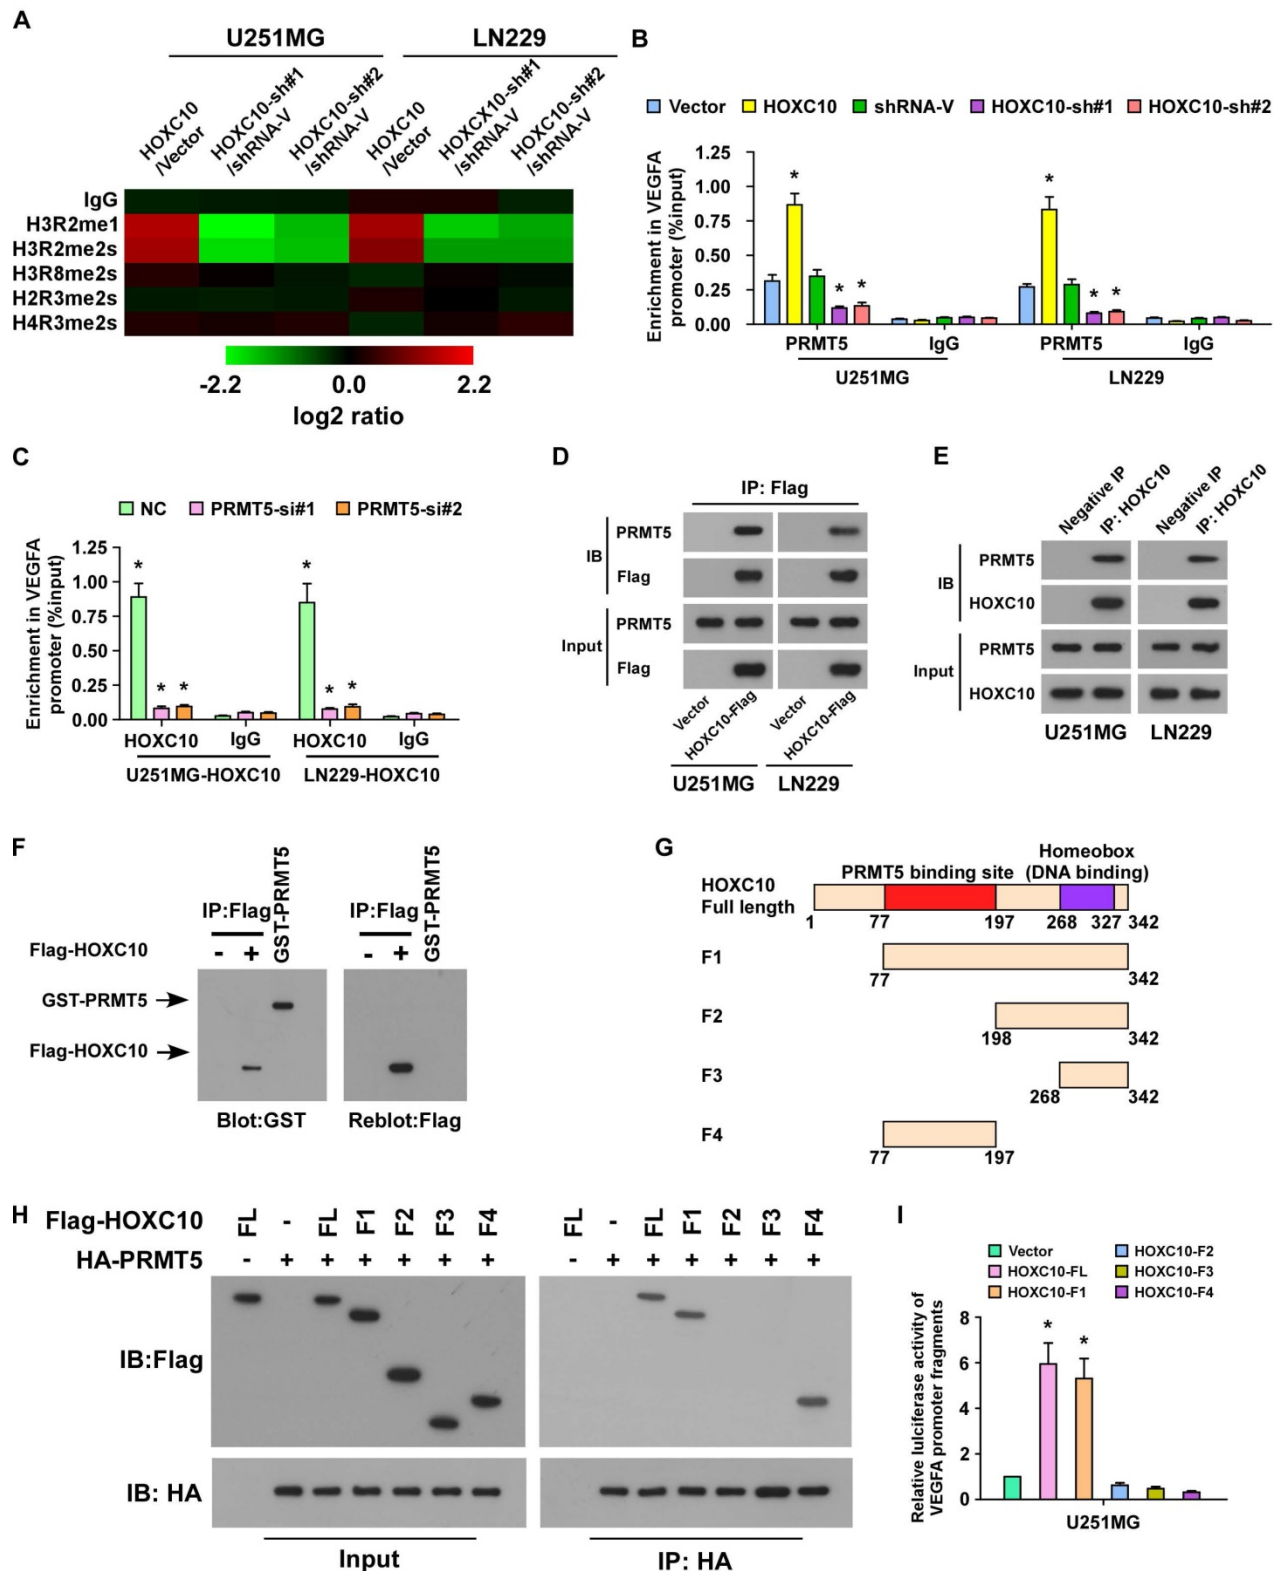 A
U251MG
LN229
HOXC10
/Vector
HOXC10-sh#1
/shRNA-V
HOXC10-sh#2
/shRNA-V
HOXC10
/Vector
HOXCX10-sh#1
/shRNA-V
HOXC10-sh#2
/shRNA-V
IgG
H3R2me1
H3R2me2s
H3R8me2s
H2R3me2s
H4R3me2s
-2.2 0.0 2.2
log2 ratio
B
Vector HOXC10 shRNA-V HOXC10-sh#1 HOXC10-sh#2
Enrichment in VEGFA
promoter (%input)
1.25
1.00
0.75
0.50
0.25
0.00
* * * * * *
PRMT5 IgG PRMT5 IgG
U251MG LN229
C
NC PRMT5-si#1 PRMT5-si#2
Enrichment in VEGFA
promoter (%input)
1.25
1.00
0.75
0.50
0.25
0.00
* * * * * *
HOXC10 IgG HOXC10 IgG
U251MG-HOXC10 LN229-HOXC10
D
IP: Flag
IB
PRMT5
Flag
Input
PRMT5
Flag
Vector
HOXC10-Flag
Vector
HOXC10-Flag
U251MG LN229
E
Negative IP
IP: HOXC10
Negative IP
IP: HOXC10
IB
PRMT5
HOXC10
Input
PRMT5
HOXC10
U251MG LN229
F
IP:Flag
GST-PRMT5
IP:Flag
GST-PRMT5
Flag-HOXC10 - + - +
GST-PRMT5
Flag-HOXC10
Blot:GST Reblot:Flag
G
Homeobox
PRMT5 binding site (DNA binding)
HOXC10
Full length
1 77 197 268 327 342
F1
77 342
F2
198 342
F3
268 342
F4
77 197
H
Flag-HOXC10 FL - FL F1 F2 F3 F4 FL - FL F1 F2 F3 F4
HA-PRMT5 - + + + + + + - + + + + + +
IB:Flag
IB: HA
Input IP: HA
I
Vector HOXC10-F2
HOXC10-FL HOXC10-F3
HOXC10-F1 HOXC10-F4
Relative lulciferase activity of
VEGFA promoter fragments
8
6
4
2
0
* *
U251MG